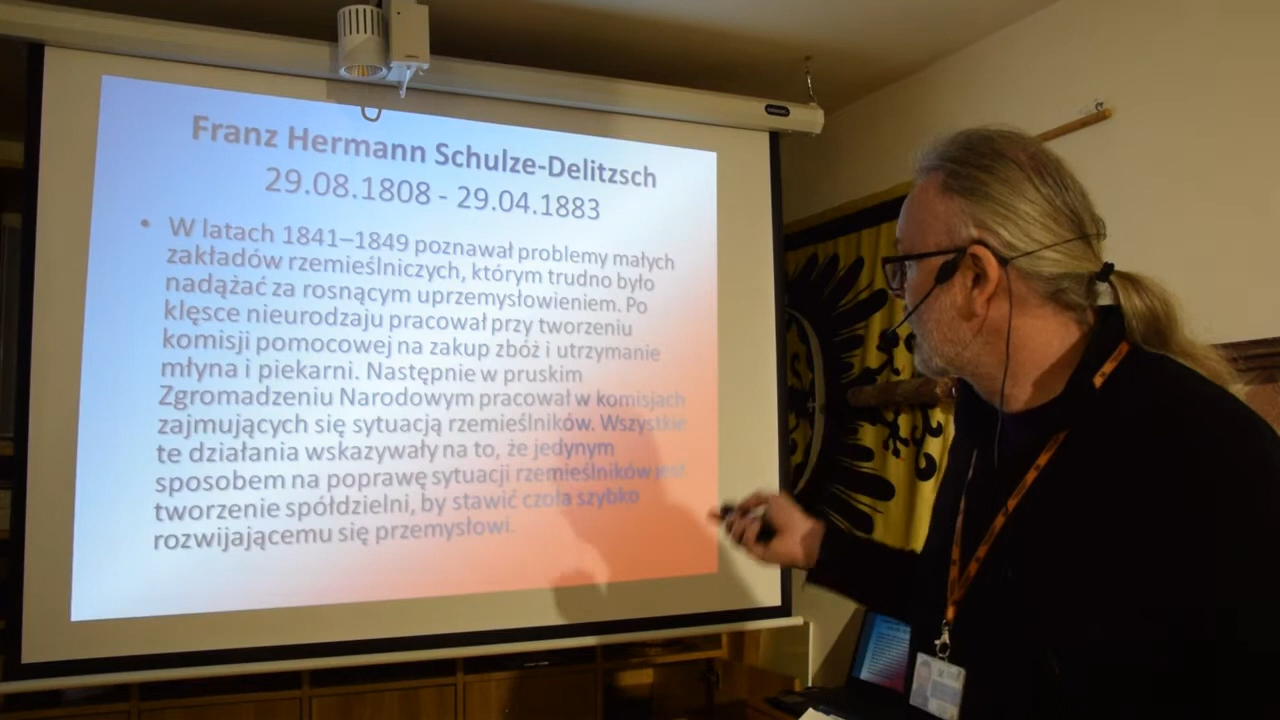 Franz Hermann Schulze-Delitzsch
29.08.1808 - 29.04.1883
• W latach 1841–1849 poznawał problemy małych
zakładów rzemieślniczych, którym trudno było
nadążać za rosnącym uprzemysłowieniem. Po
klęsce nieurodzaju pracował przy tworzeniu
komisji pomocowej na zakup zbóż i utrzymanie
młyna i piekarni. Następnie w pruskim
Zgromadzeniu Narodowym pracował w komisjach
zajmujących się sytuacją rzemieślników. Wszystkie
te działania wskazywały na to, że jedynym
sposobem na poprawę sytuacji rzemieślników jest
tworzenie spółdzielni, by stawić czoła szybko
rozwijającemu się przemysłowi.